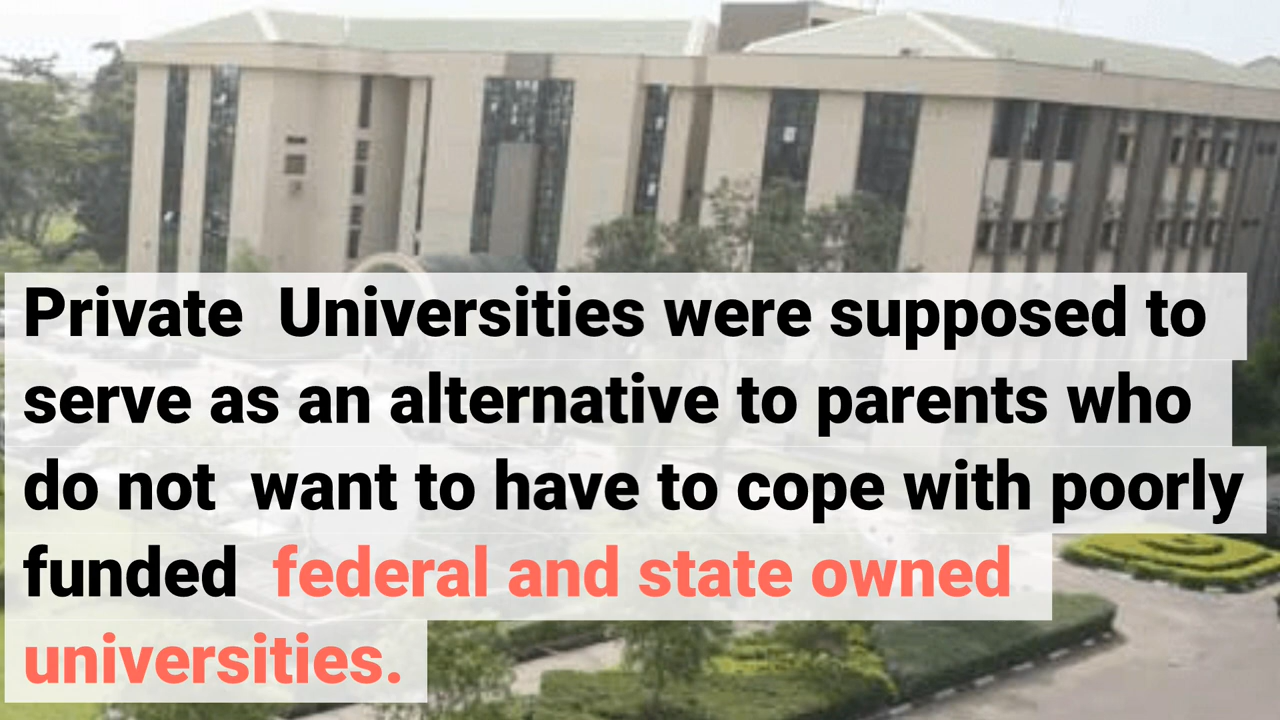 Private  Universities were supposed to
serve as an alternative to parents who
do not  want to have to cope with poorly
funded  federal and state owned
universities.